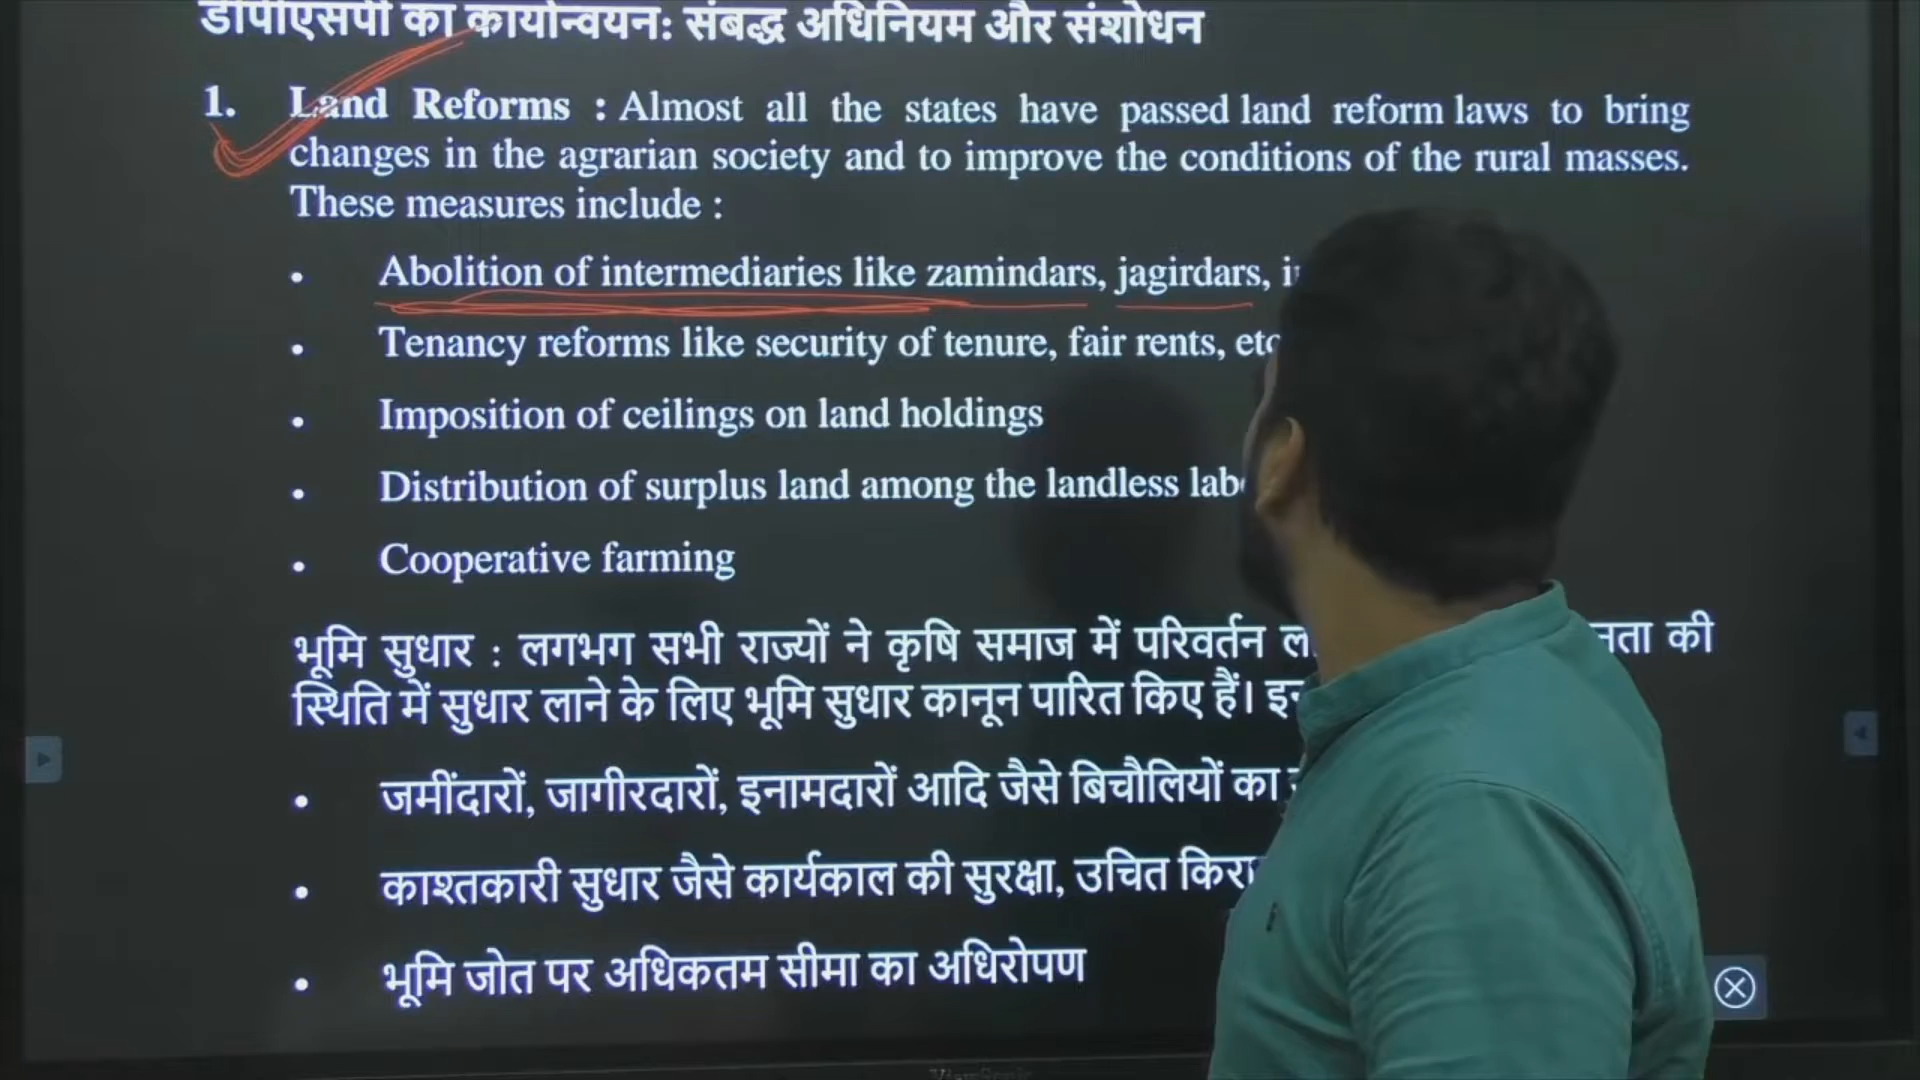 डीपीएसपी का कार्यान्वयन: संबद्ध अधिनियम और संशोधन
1. Land Reforms : Almost all the states have passed land reform laws to bring
changes in the agrarian society and to improve the conditions of the rural masses.
These measures include :
• Abolition of intermediaries like zamindars, jagirdars,
• Tenancy reforms like security of tenure, fair rents,
• Imposition of ceilings on land holdings
• Distribution of surplus land among the landless
• Cooperative farming
भूमि सुधार : लगभग सभी राज्यों ने कृषि समाज में परिवर्तन की
स्थिति में सुधार लाने के लिए भूमि सुधार कानून पारित किए हैं।
• जमींदारों, जागीरदारों, इनामदारों आदि जैसे बिचौलियों का
• काश्तकारी सुधार जैसे कार्यकाल की सुरक्षा, उचित
• भूमि जोत पर अधिकतम सीमा का अधिरोपण